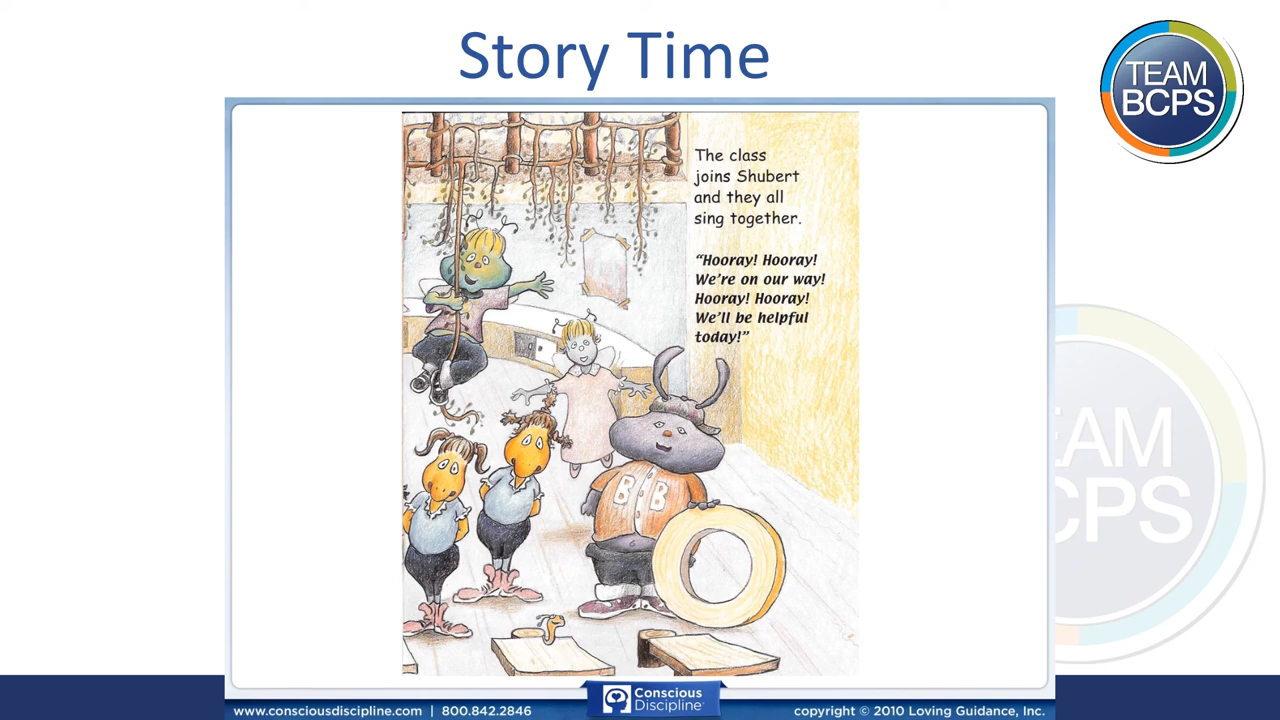 Story Time
TEAM
BCPS
The class
joins Shubert
and they all
sing together.
“Hooray! Hooray!
We’re on our way!
Hooray! Hooray!
We’ll be helpful
today!”
B B
TEAM
BCPS
www.consciousdiscipline.com | 800.842.2846
Conscious
Discipline®
copyright © 2010 Loving Guidance, Inc.